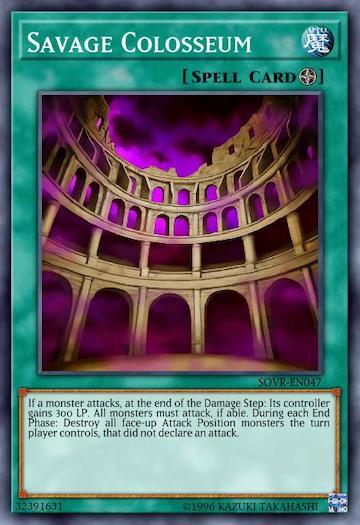 SAVAGE COLOSSEUM
[SPELL CARD]
SOVR-EN047
If a monster attacks, at the end of the Damage Step: Its controller
gains 300 LP. All monsters must attack, if able. During each End
Phase: Destroy all face-up Attack Position monsters the turn
player controls, that did not declare an attack.
32391631
©1996 KAZUKI TAKAHASHI